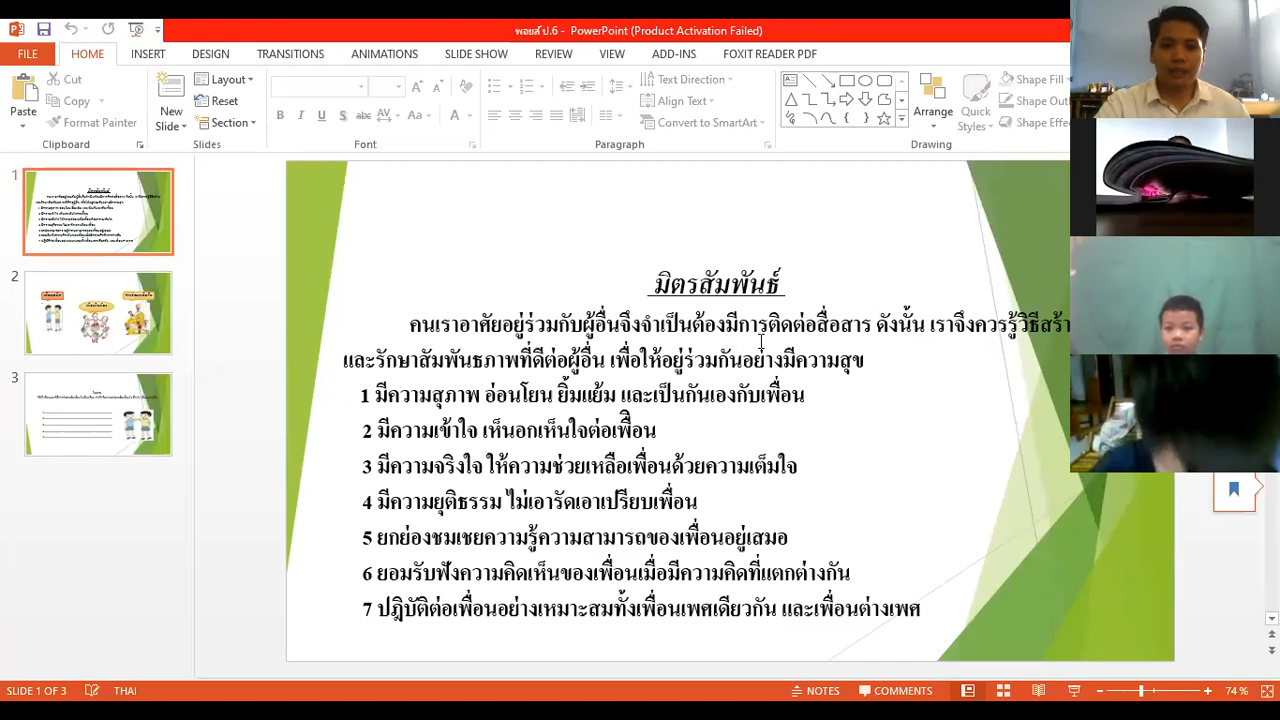 พอยส์ ป.6 - PowerPoint (Product Activation Failed)
FILE HOME INSERT DESIGN TRANSITIONS ANIMATIONS SLIDE SHOW REVIEW VIEW ADD-INS FOXIT READER PDF
Paste
Cut
Copy
Format Painter
Clipboard
New Slide
Layout
Reset
Section
Slides
B I U S abc AV Aa A
Font
Text Direction
Align Text
Convert to SmartArt
Paragraph
Arrange
Quick Styles
Shape Fill
Shape Out
Shape Effe
Drawing
1
2
3
มิตรสัมพันธ์
คนเราอาศัยอยู่ร่วมกับผู้อื่นจึงจำเป็นต้องมีการติดต่อสื่อสาร ดังนั้น เราจึงควรรู้วิธีสร้า
และรักษาสัมพันธภาพที่ดีต่อผู้อื่น เพื่อให้อยู่ร่วมกันอย่างมีความสุข
1 มีความสุภาพ อ่อนโยน ยิ้มแย้ม และเป็นกันเองกับเพื่อน
2 มีความเข้าใจ เห็นอกเห็นใจต่อเพื่อน
3 มีความจริงใจ ให้ความช่วยเหลือเพื่อนด้วยความเต็มใจ
4 มีความยุติธรรม ไม่เอารัดเอาเปรียบเพื่อน
5 ยกย่องชมเชยความรู้ความสามารถของเพื่อนอยู่เสมอ
6 ยอมรับฟังความคิดเห็นของเพื่อนเมื่อมีความคิดที่แตกต่างกัน
7 ปฎิบัติต่อเพื่อนอย่างเหมาะสมทั้งเพื่อนเพศเดียวกัน และเพื่อนต่างเพศ
SLIDE 1 OF 3 THAI NOTES COMMENTS 74 %